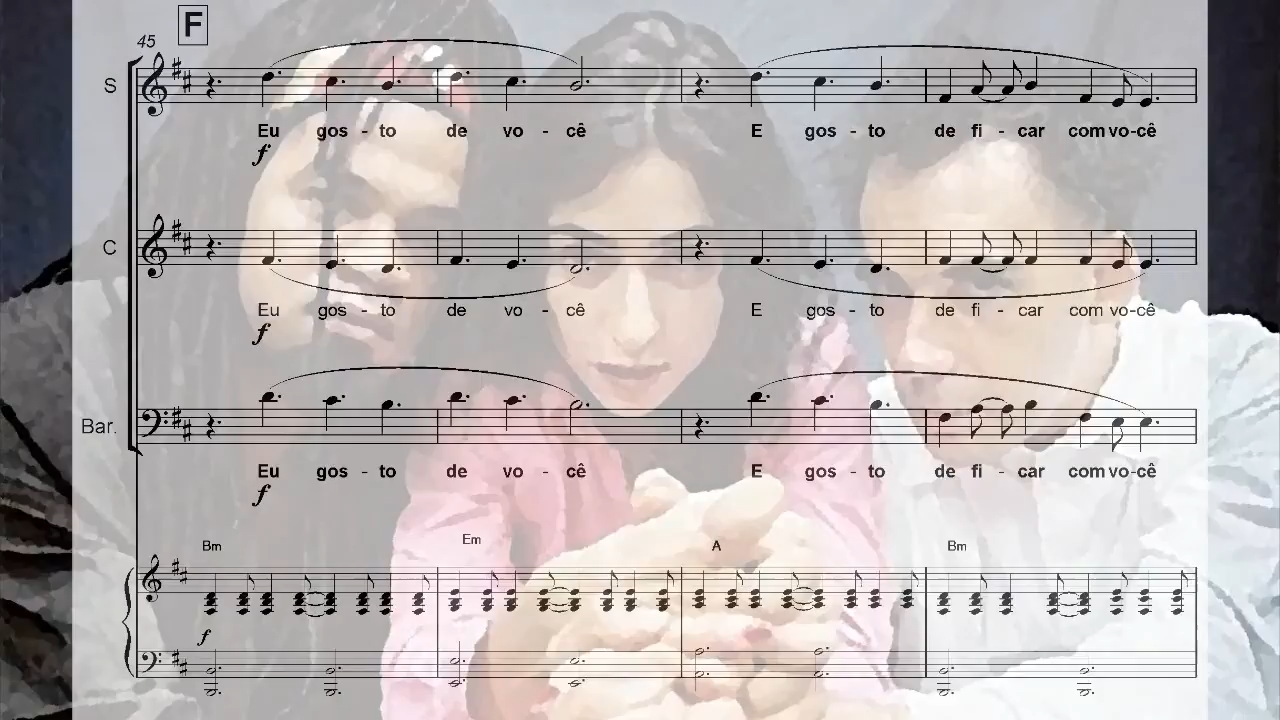 F
45
S
Eu gos - to de vo - cê E gos - to de fi - car com vo-cê
f
C
Eu gos - to de vo - cê E gos - to de fi - car com vo-cê
f
Bar.
Eu gos - to de vo - cê E gos - to de fi - car com vo-cê
f
Bm Em A Bm
f